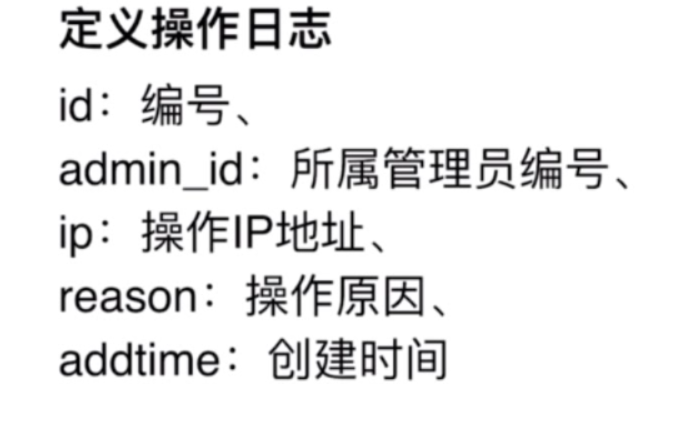 定义操作日志
id：编号、
admin_id：所属管理员编号、
ip：操作IP地址、
reason：操作原因、
addtime：创建时间